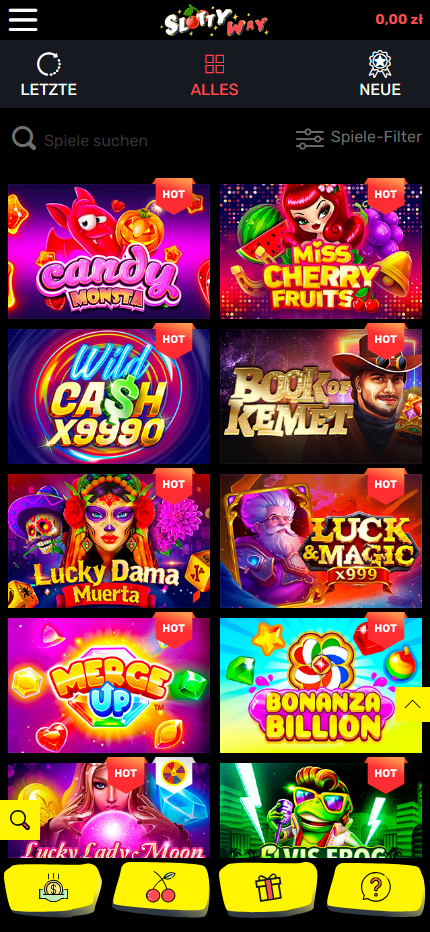 SLOTTY WAY
0,00 zł
LETZTE
ALLES
NEUE
Spiele suchen
Spiele-Filter
HOT
HOT
candy
MONSTA
MISS
CHERRY
FRUITS
HOT
HOT
Wild
CA$H
X9990
BOOK OF
KEMET
HOT
HOT
Lucky Dama
Muerta
LUCK
& MAGIC
x999
HOT
HOT
MERGE
UP™
BONANZA
BILLION
HOT
HOT
Lucky Lady's Moon
ELVIS FROG